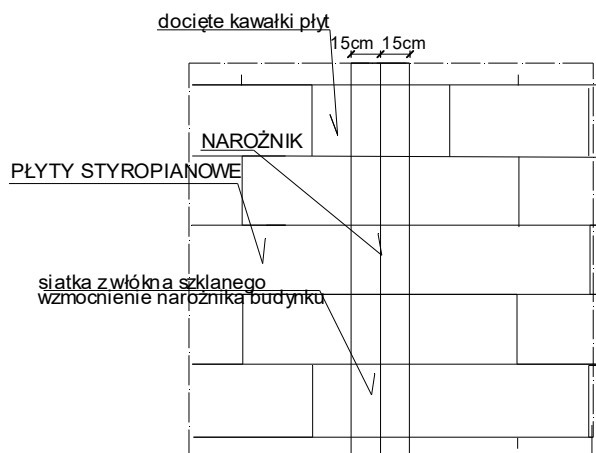 docięte kawałki płyt
15cm 15cm
NAROŻNIK
PŁYTY STYROPIANOWE
siatka z włókna szklanego
wzmocnienie narożnika budynku